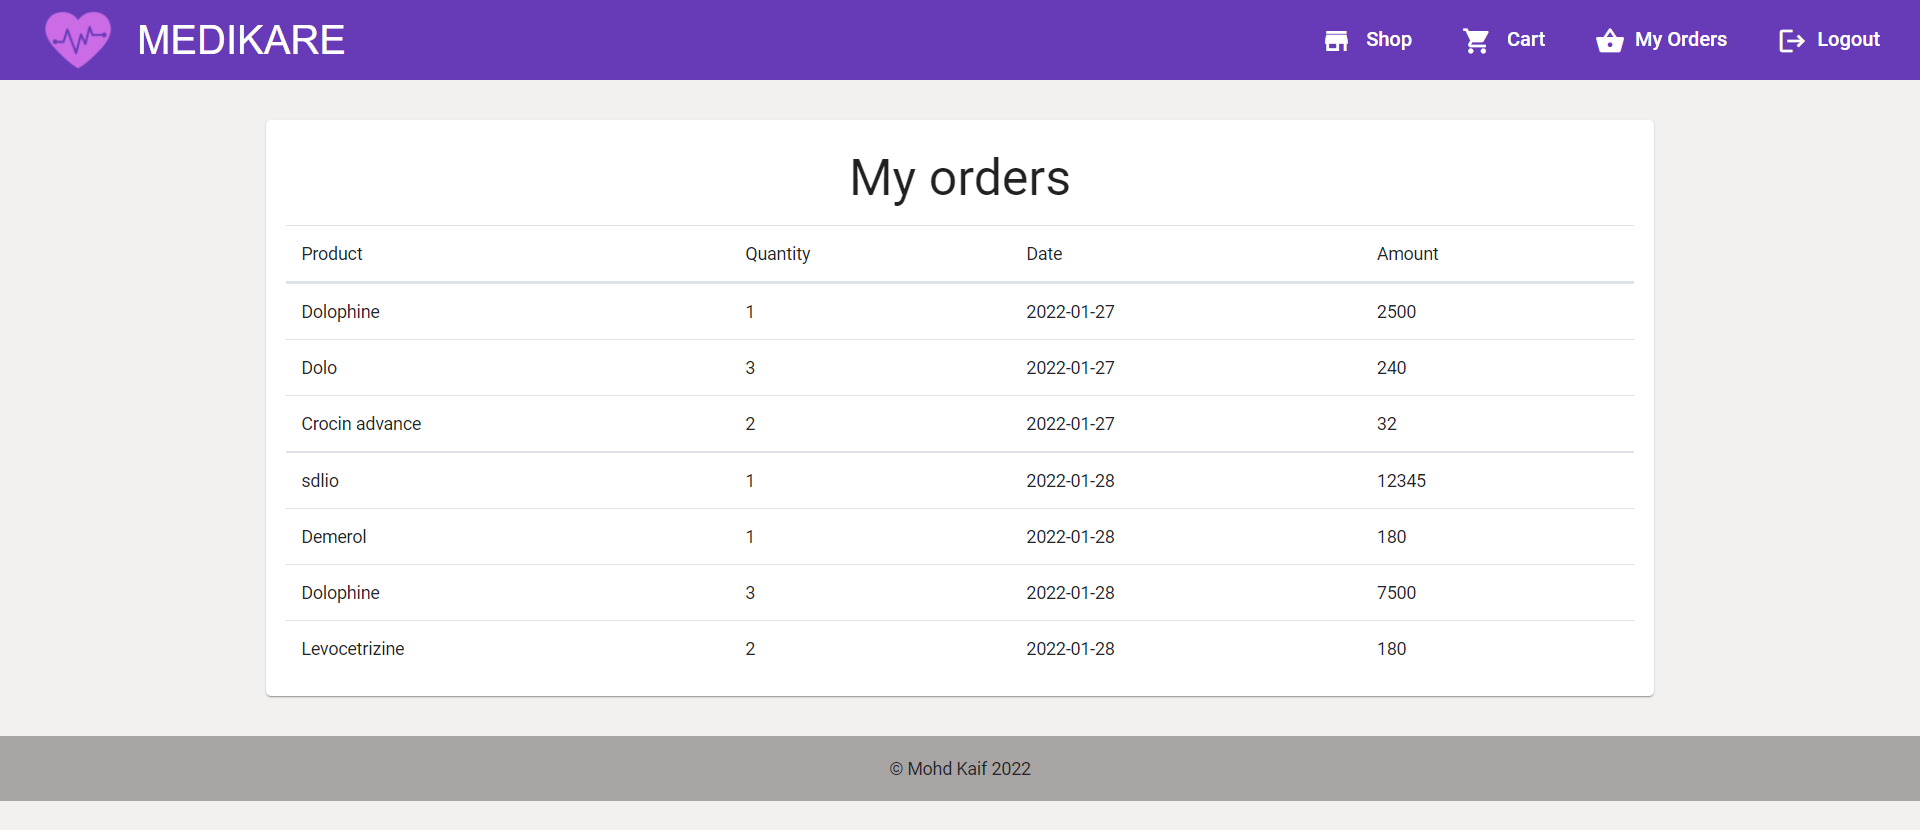 MEDIKARE Shop Cart My Orders Logout
My orders
Product Quantity Date Amount
Dolophine 1 2022-01-27 2500
Dolo 3 2022-01-27 240
Crocin advance 2 2022-01-27 32
sdlio 1 2022-01-28 12345
Demerol 1 2022-01-28 180
Dolophine 3 2022-01-28 7500
Levocetrizine 2 2022-01-28 180
© Mohd Kaif 2022